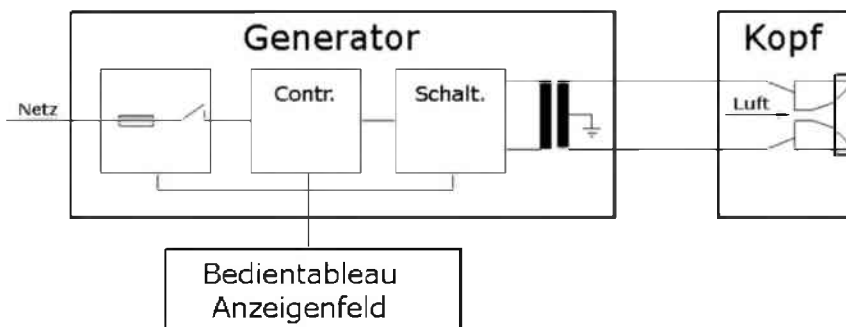 Generator
Kopf
Netz
Contr.
Schalt.
Luft
Bedientableau
Anzeigenfeld